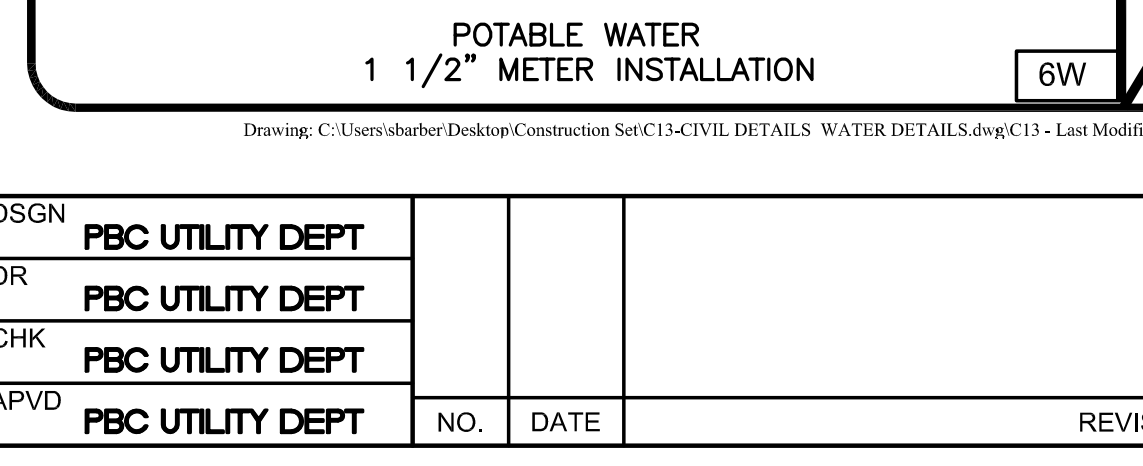 POTABLE WATER
1 1/2" METER INSTALLATION
6W
Drawing: C:\Users\sbarber\Desktop\Construction Set\C13-CIVIL DETAILS  WATER DETAILS.dwg\C13 - Last
DSGN PBC UTILITY DEPT
DR PBC UTILITY DEPT
CHK PBC UTILITY DEPT
APVD PBC UTILITY DEPT
NO. DATE